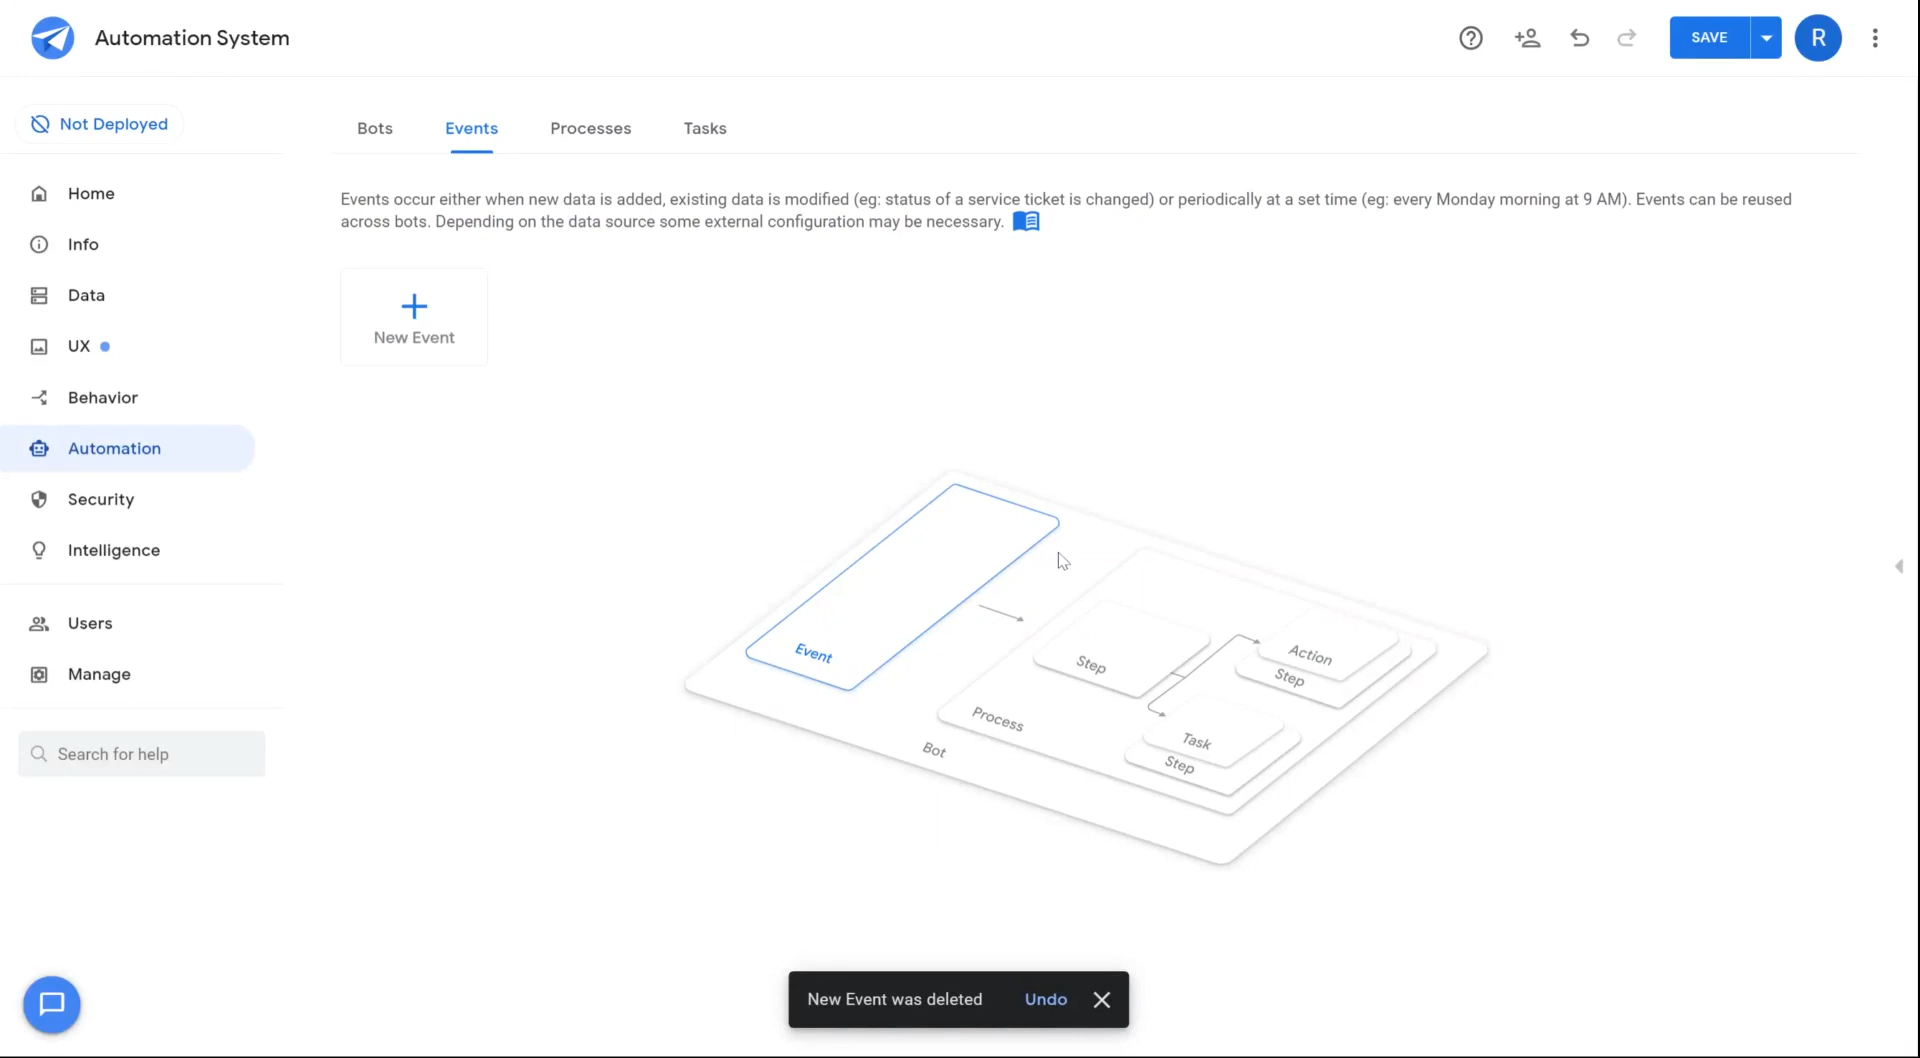 Automation System
SAVE
R
Not Deployed
Home
Info
Data
UX
Behavior
Automation
Security
Intelligence
Users
Manage
Search for help
Bots
Events
Processes
Tasks
Events occur either when new data is added, existing data is modified (eg: status of a service ticket is changed) or periodically at a set time (eg: every Monday morning at 9 AM). Events can be reused
across bots. Depending on the data source some external configuration may be necessary.
New Event
Event
Step
Action
Step
Process
Task
Step
Bot
New Event was deleted
Undo